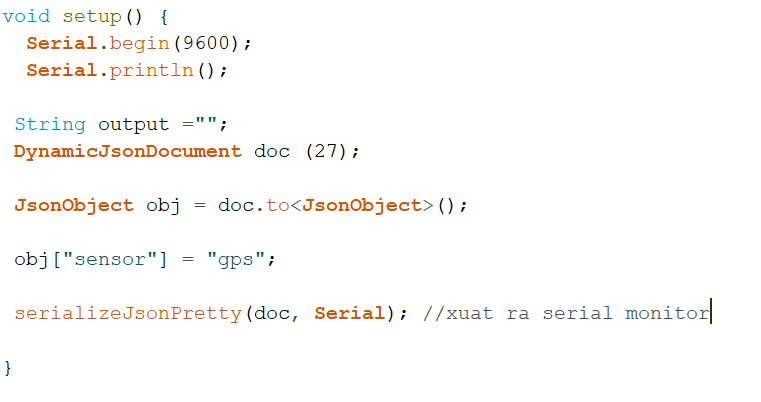 void setup() {
  Serial.begin(9600);
  Serial.println();

 String output ="";
 DynamicJsonDocument doc (27);

 JsonObject obj = doc.to<JsonObject>();

 obj["sensor"] = "gps";

 serializeJsonPretty(doc, Serial); //xuat ra serial monitor

}